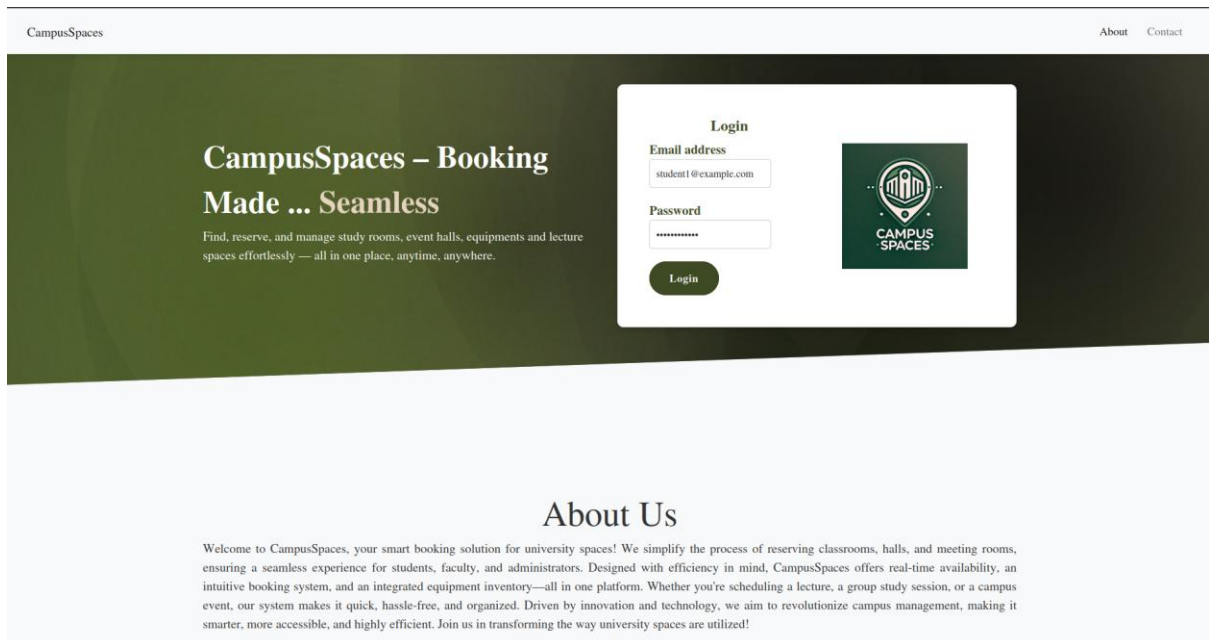 CampusSpaces
About
Contact
CampusSpaces – Booking
Made ... Seamless
Find, reserve, and manage study rooms, event halls, equipments and lecture
spaces effortlessly — all in one place, anytime, anywhere.
Login
Email address
student1@example.com
Password
••••••••••••
Login
CAMPUS
·SPACES·
About Us
Welcome to CampusSpaces, your smart booking solution for university spaces! We simplify the process of reserving classrooms, halls, and meeting rooms,
ensuring a seamless experience for students, faculty, and administrators. Designed with efficiency in mind, CampusSpaces offers real-time availability, an
intuitive booking system, and an integrated equipment inventory—all in one platform. Whether you're scheduling a lecture, a group study session, or a campus
event, our system makes it quick, hassle-free, and organized. Driven by innovation and technology, we aim to revolutionize campus management, making it
smarter, more accessible, and highly efficient. Join us in transforming the way university spaces are utilized!